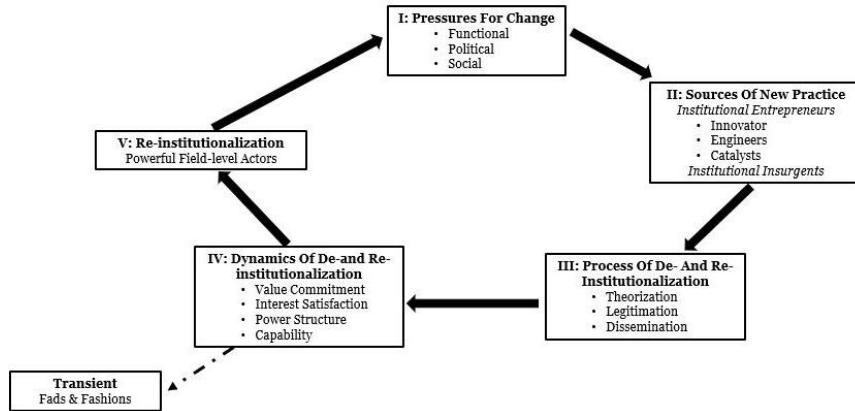 I: Pressures For Change
• Functional
• Political
• Social
II: Sources Of New Practice
Institutional Entrepreneurs
• Innovator
• Engineers
• Catalysts
Institutional Insurgents
III: Process Of De- And Re-
Institutionalization
• Theorization
• Legitimation
• Dissemination
IV: Dynamics Of De-and Re-
institutionalization
• Value Commitment
• Interest Satisfaction
• Power Structure
• Capability
V: Re-institutionalization
Powerful Field-level Actors
Transient
Fads & Fashions